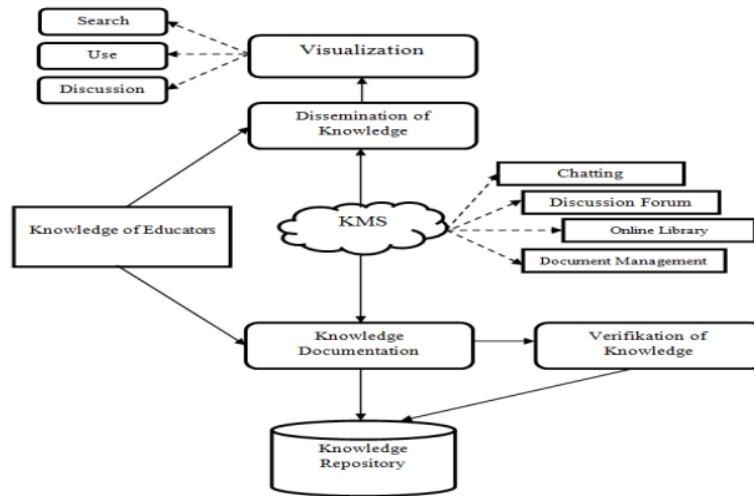 Search
Use
Discussion
Visualization
Dissemination of
Knowledge
Knowledge of Educators
KMS
Chatting
Discussion Forum
Online Library
Document Management
Knowledge
Documentation
Verifikation of
Knowledge
Knowledge
Repository